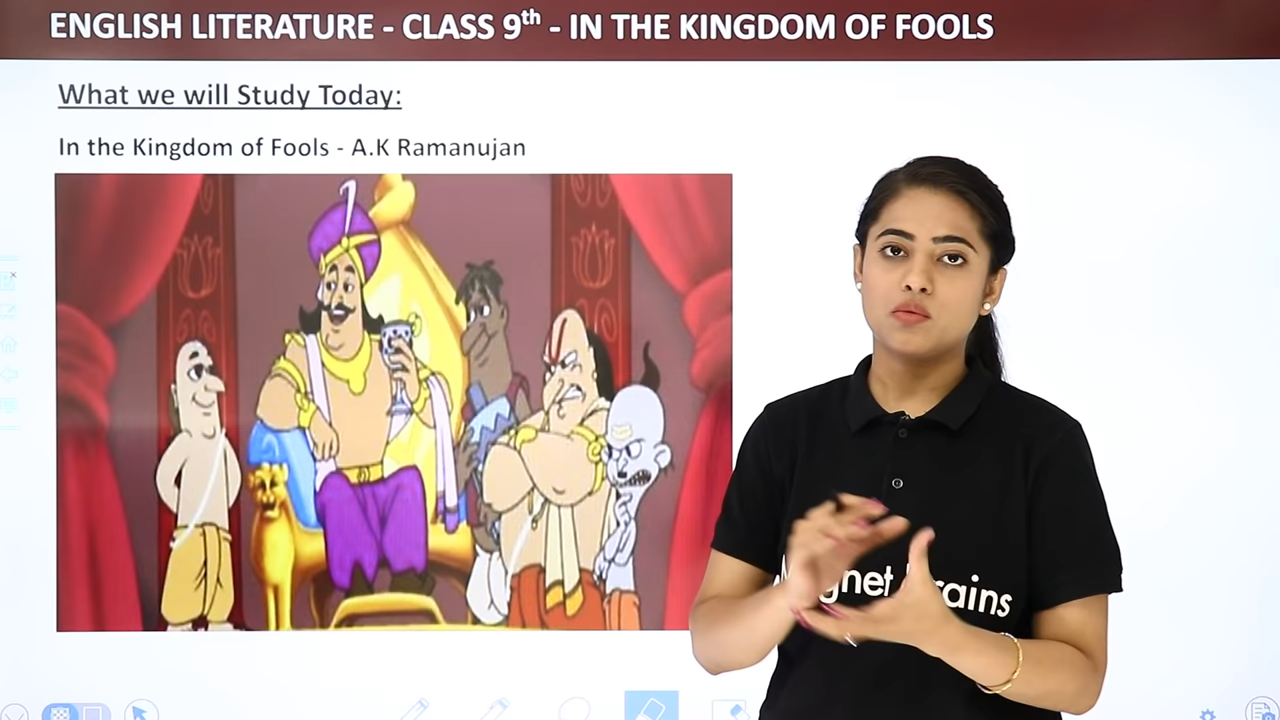 ENGLISH LITERATURE - CLASS 9th - IN THE KINGDOM OF FOOLS
What we will Study Today:
In the Kingdom of Fools - A.K Ramanujan